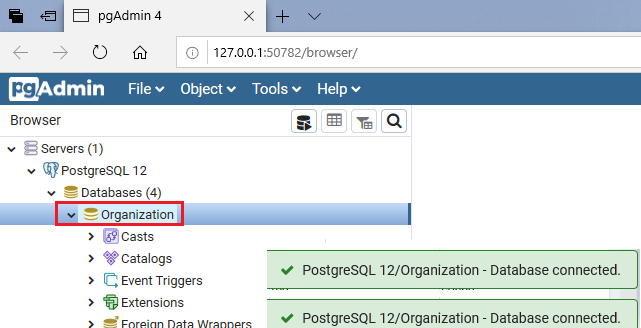 pgAdmin 4
127.0.0.1:50782/browser/
pgAdmin File Object Tools Help
Browser
Servers (1)
PostgreSQL 12
Databases (4)
Organization
Casts
Catalogs
Event Triggers
Extensions
Foreign Data Wrappers
PostgreSQL 12/Organization - Database connected.
PostgreSQL 12/Organization - Database connected.